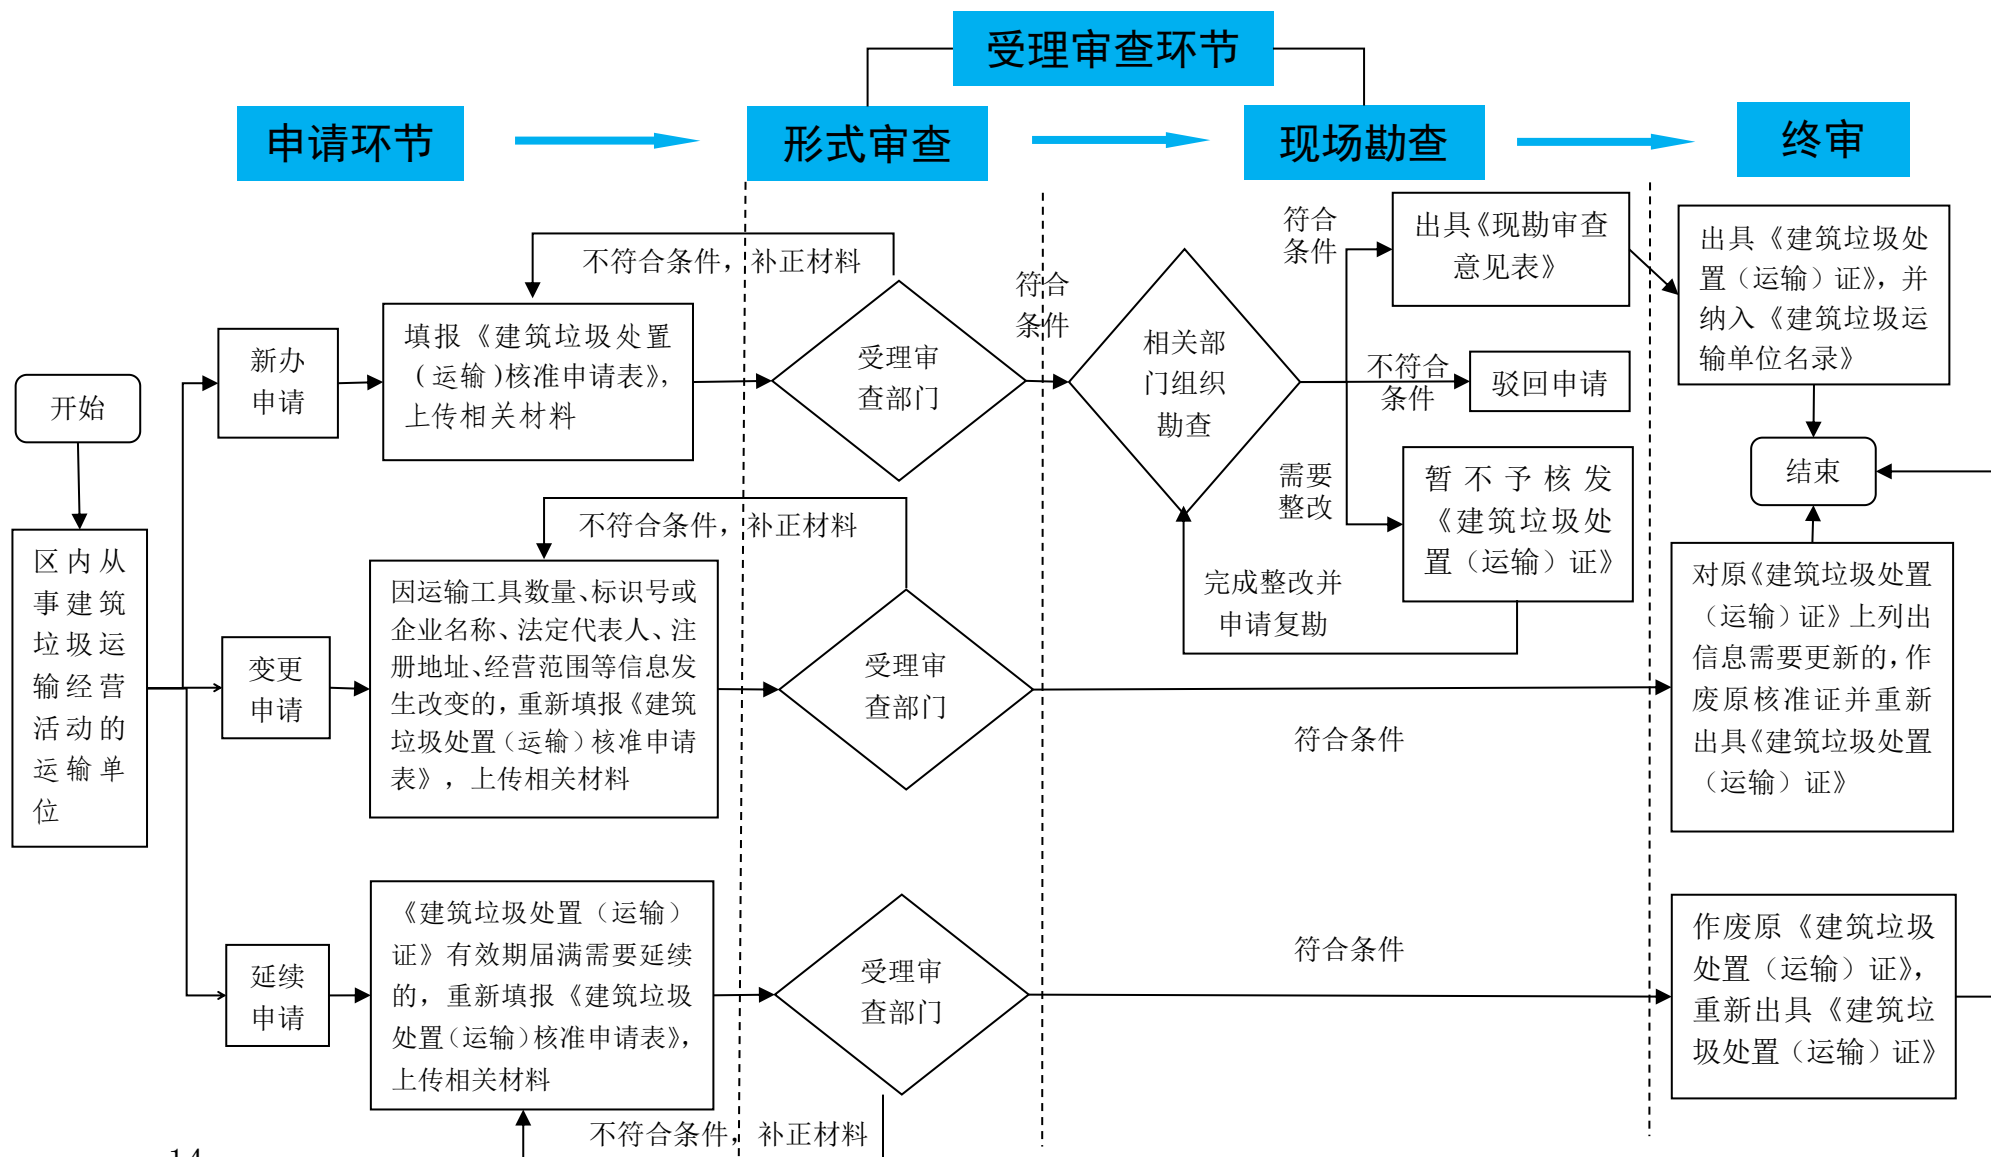 受理审查环节
申请环节
形式审查
现场勘查
终审
开始
区内从
事建筑
垃圾运
输经营
活动的
运输单
位
新办
申请
填报《建筑垃圾处置
(运输)核准申请表》,
上传相关材料
不符合条件，补正材料
受理审
查部门
符合
条件
相关部
门组织
勘查
符合
条件
出具《现勘审查
意见表》
不符合
条件
驳回申请
需要
整改
暂不予核发
《建筑垃圾处
置（运输）证》
完成整改并
申请复勘
出具《建筑垃圾处
置（运输）证》，并
纳入《建筑垃圾运
输单位名录》
结束
变更
申请
因运输工具数量、标识号或
企业名称、法定代表人、注
册地址、经营范围等信息发
生改变的，重新填报《建筑
垃圾处置（运输）核准申请
表》，上传相关材料
不符合条件，补正材料
受理审
查部门
符合条件
对原《建筑垃圾处置
（运输）证》上列出
信息需要更新的，作
废原核准证并重新
出具《建筑垃圾处置
（运输）证》
延续
申请
《建筑垃圾处置（运输）
证》有效期届满需要延续
的，重新填报《建筑垃圾
处置（运输）核准申请表》，
上传相关材料
不符合条件，补正材料
受理审
查部门
符合条件
作废原《建筑垃圾
处置（运输）证》，
重新出具《建筑垃
圾处置（运输）证》
14